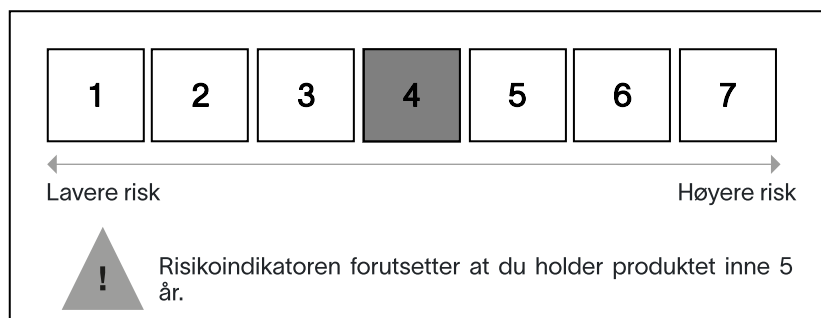 1 2 3 4 5 6 7
Lavere risk Høyere risk
! Risikoindikatoren forutsetter at du holder produktet inne 5
år.